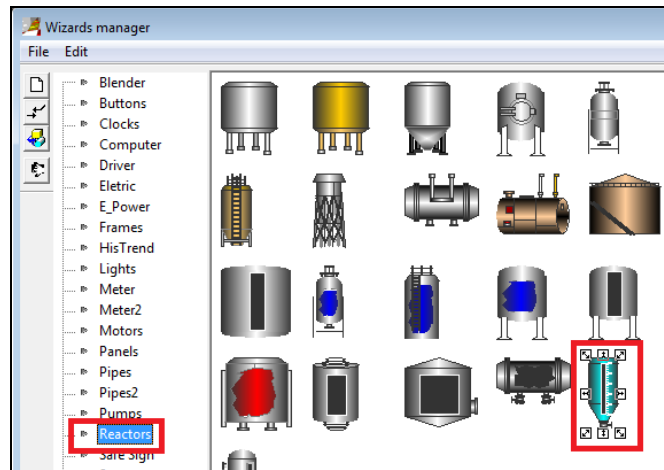 Wizards manager
File Edit
Blender
Buttons
Clocks
Computer
Driver
Eletric
E_Power
Frames
HisTrend
Lights
Meter
Meter2
Motors
Panels
Pipes
Pipes2
Pumps
Reactors
Safe Sign